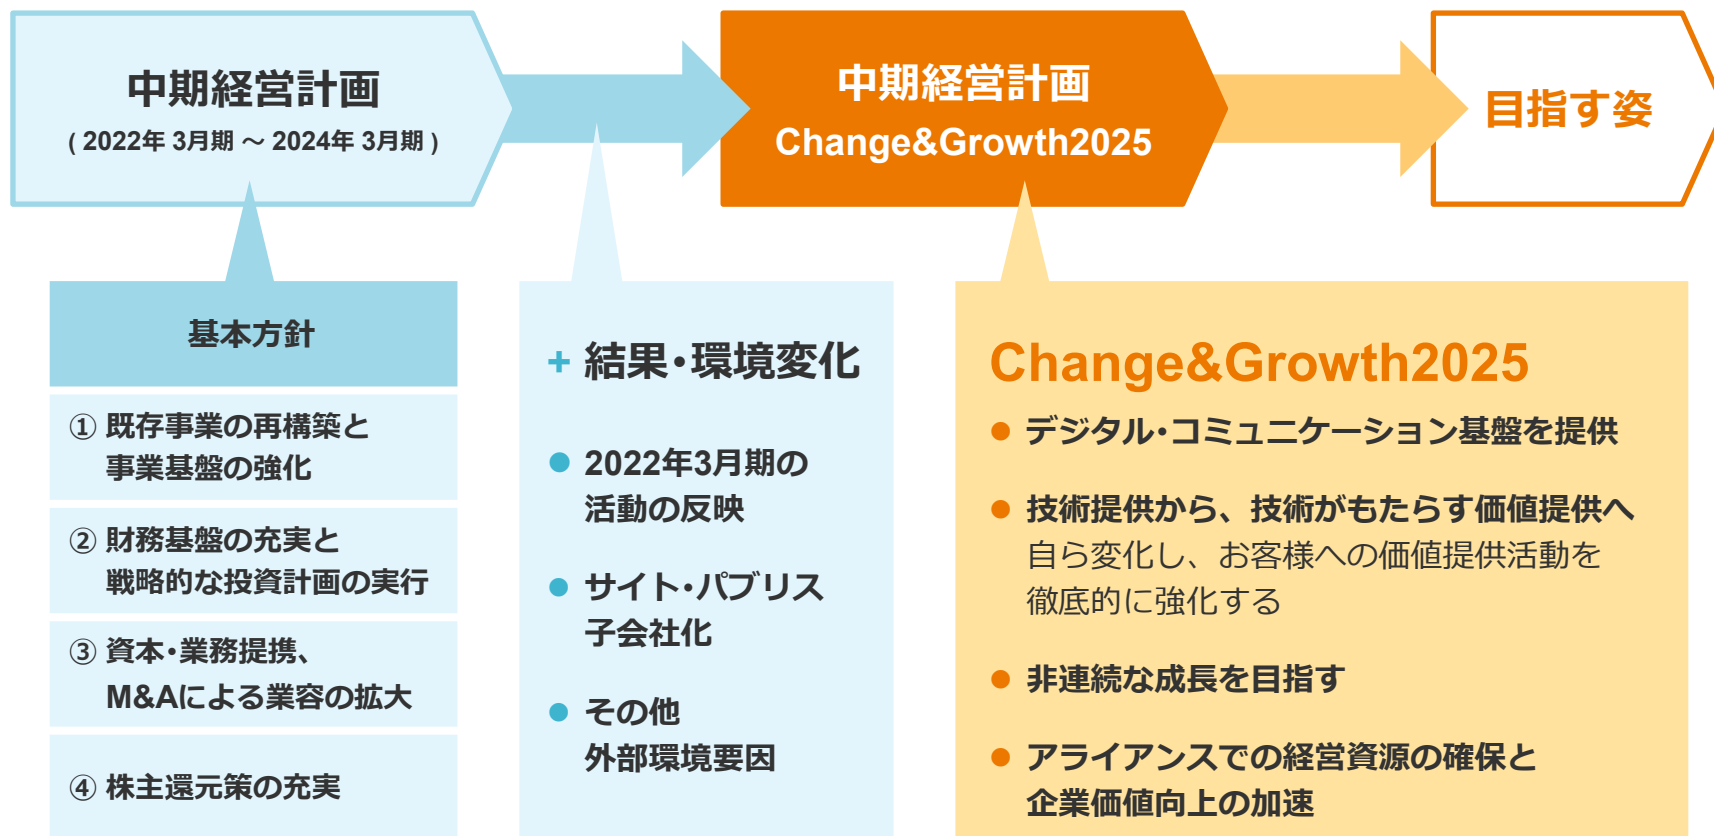 中期経営計画
( 2022年 3月期 ～ 2024年 3月期 )
中期経営計画
Change&Growth2025
目指す姿
基本方針
① 既存事業の再構築と
事業基盤の強化
② 財務基盤の充実と
戦略的な投資計画の実行
③ 資本・業務提携、
M&Aによる業容の拡大
④ 株主還元策の充実
+ 結果・環境変化
● 2022年3月期の
活動の反映
● サイト・パブリス
子会社化
● その他
外部環境要因
Change&Growth2025
● デジタル・コミュニケーション基盤を提供
● 技術提供から、技術がもたらす価値提供へ
自ら変化し、お客様への価値提供活動を
徹底的に強化する
● 非連続な成長を目指す
● アライアンスでの経営資源の確保と
企業価値向上の加速